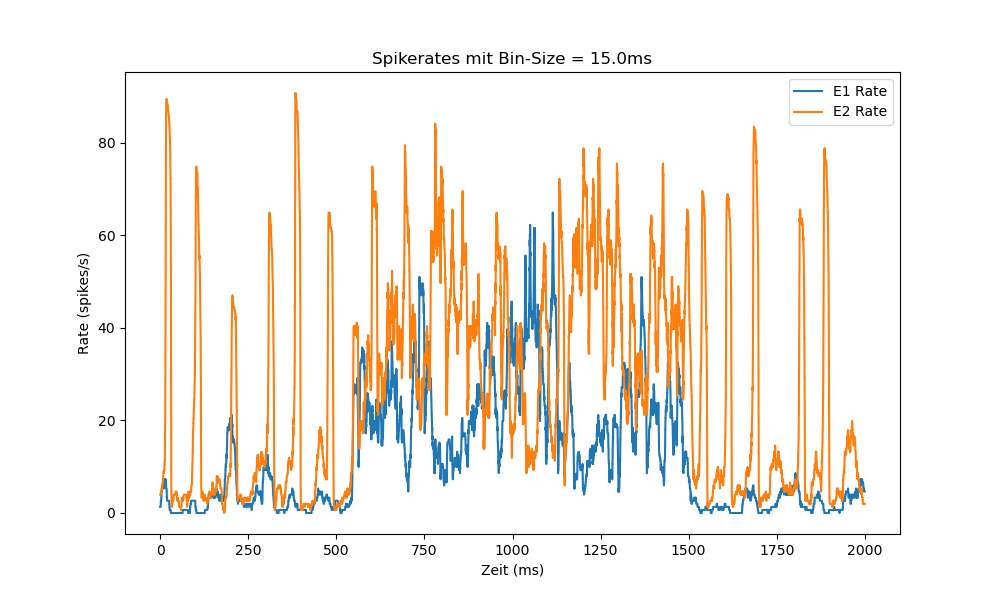 Spikerates mit Bin-Size = 15.0ms
E1 Rate
E2 Rate
Rate (spikes/s)
80
60
40
20
0
0 250 500 750 1000 1250 1500 1750 2000
Zeit (ms)